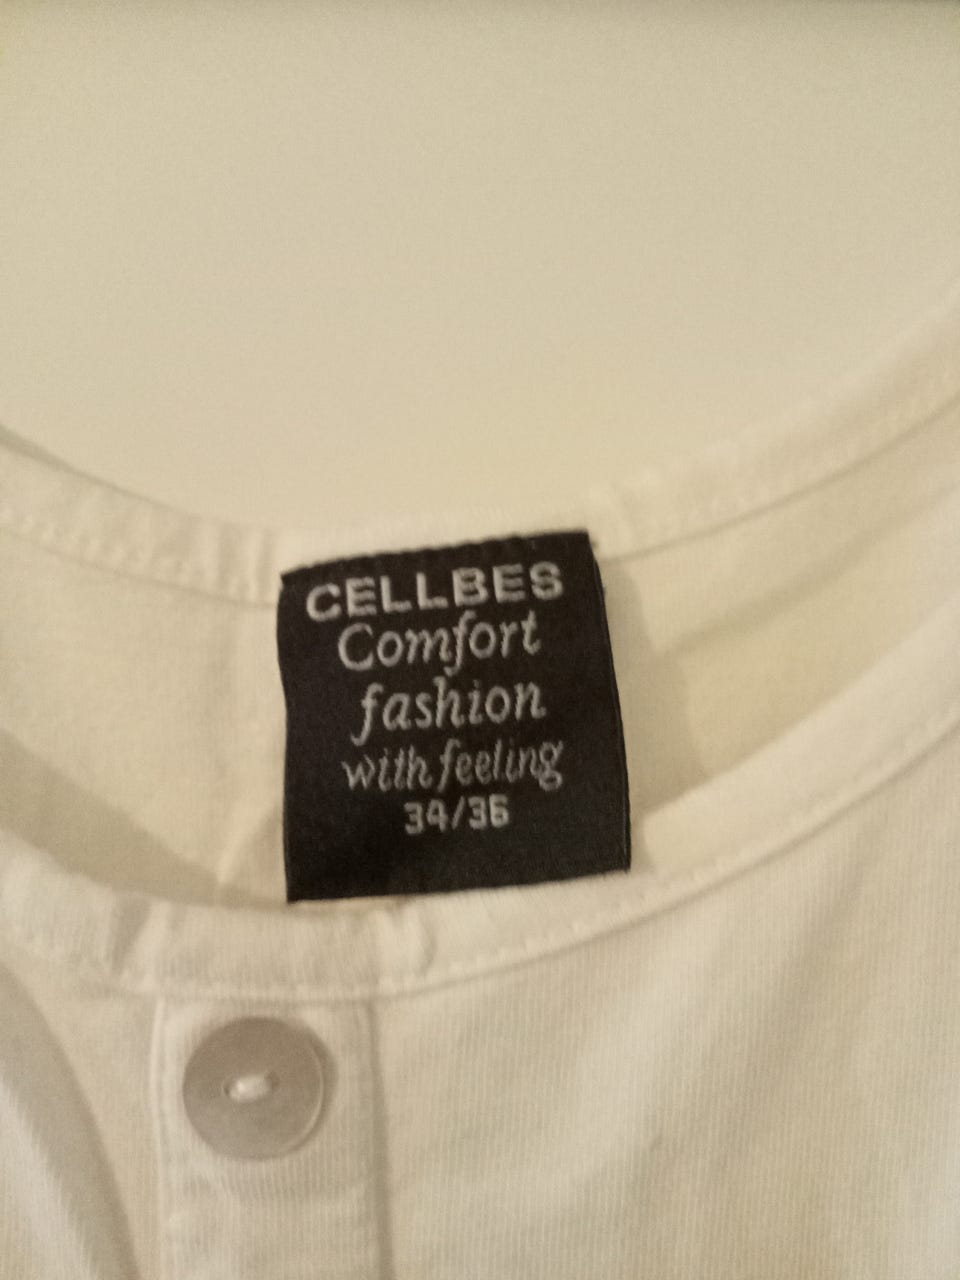 CELLBES
Comfort
fashion
with feeling
34/36